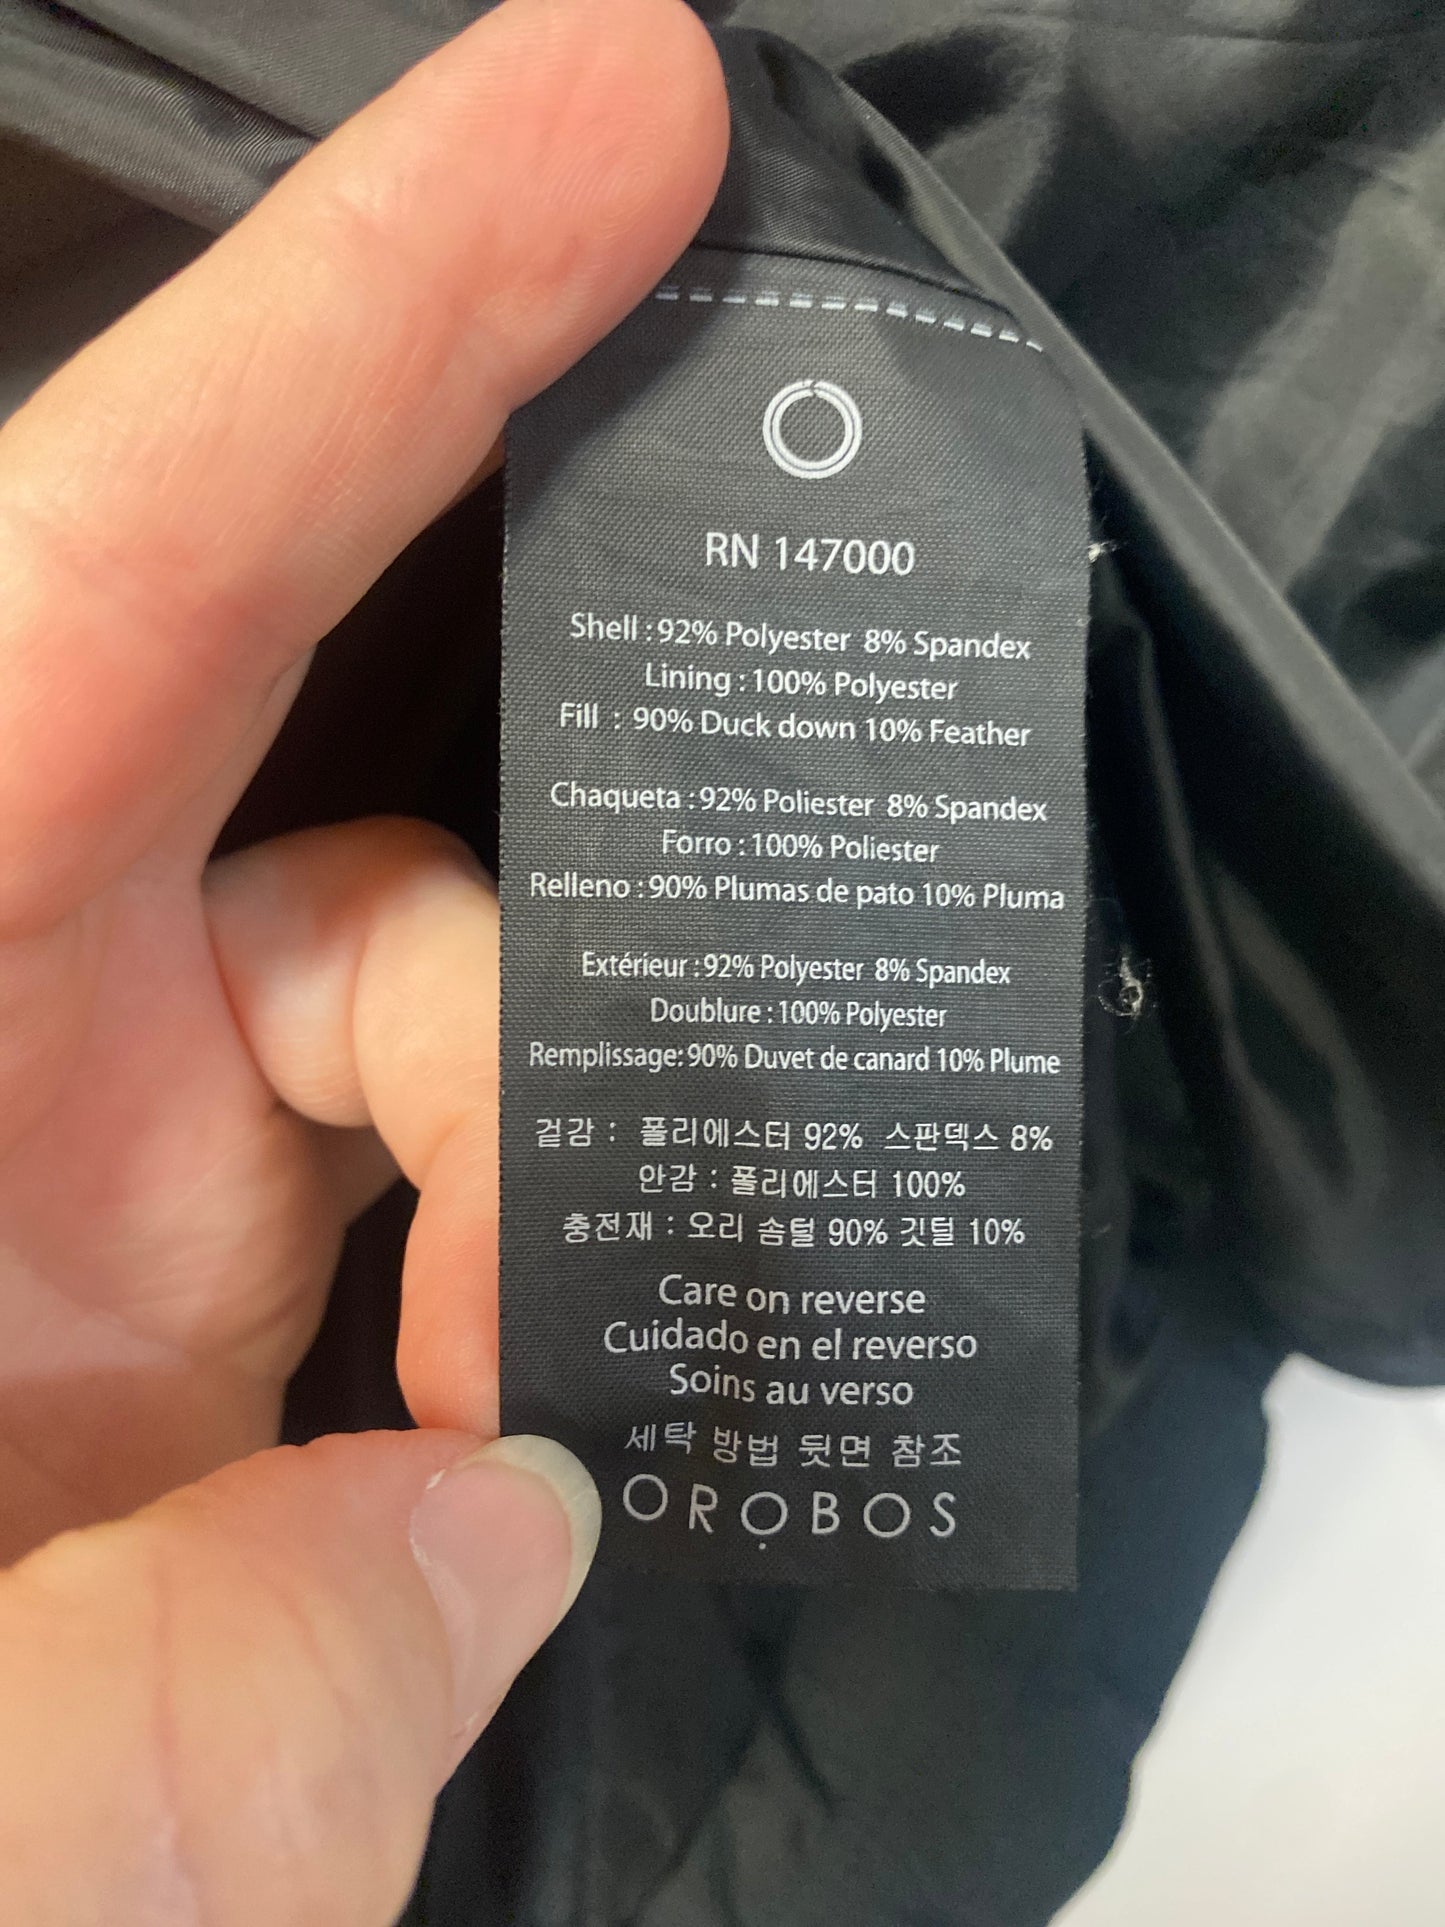 RN 147000
Shell : 92% Polyester 8% Spandex
Lining : 100% Polyester
Fill : 90% Duck down 10% Feather
Chaqueta : 92% Poliester 8% Spandex
Forro : 100% Poliester
Relleno : 90% Plumas de pato 10% Pluma
Extérieur : 92% Polyester 8% Spandex
Doublure : 100% Polyester
Remplissage: 90% Duvet de canard 10% Plume
겉감 : 폴리에스터 92% 스판덱스 8%
안감 : 폴리에스터 100%
충전재 : 오리 솜털 90% 깃털 10%
Care on reverse
Cuidado en el reverso
Soins au verso
세탁 방법 뒷면 참조
OROBOS